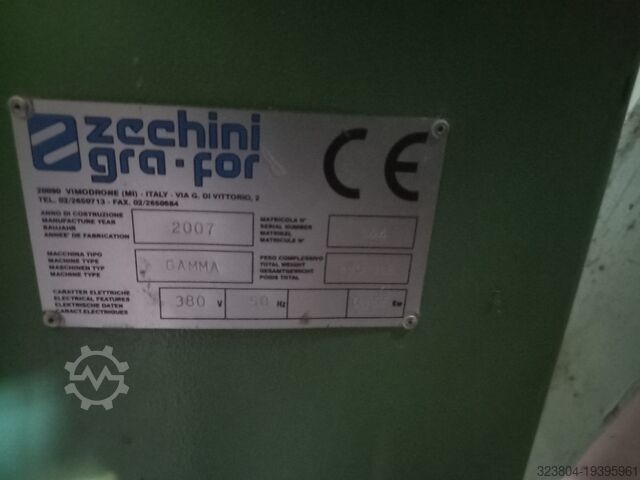 zechini
gra·for
CE
20090 VIMODRONE (MI) - ITALY - VIA G. DI VITTORIO, 2
TEL. 02/2650713 - FAX. 02/2650684
ANNO DI COSTRUZIONE
MANUFACTURE YEAR
BAUJAHR
ANNEE' DE FABRICATION
2007
MATRICOLA N°
SERIAL NUMBER
MATRIKEL
MATRICULE N°
MACCHINA TIPO
MACHINE TYPE
MASCHINEN TYP
MACHINE TYPE
GAMMA
PESO COMPLESSIVO
TOTAL WEIGHT
GESAMTGEWICHT
POIDS TOTAL
CARATTER ELETTRICHE
ELECTRICAL FEATURES
ELEKTRISCHE DATEN
CARACT.ELECTRIQUES
380 V 50 Hz Kw
323804-19395961